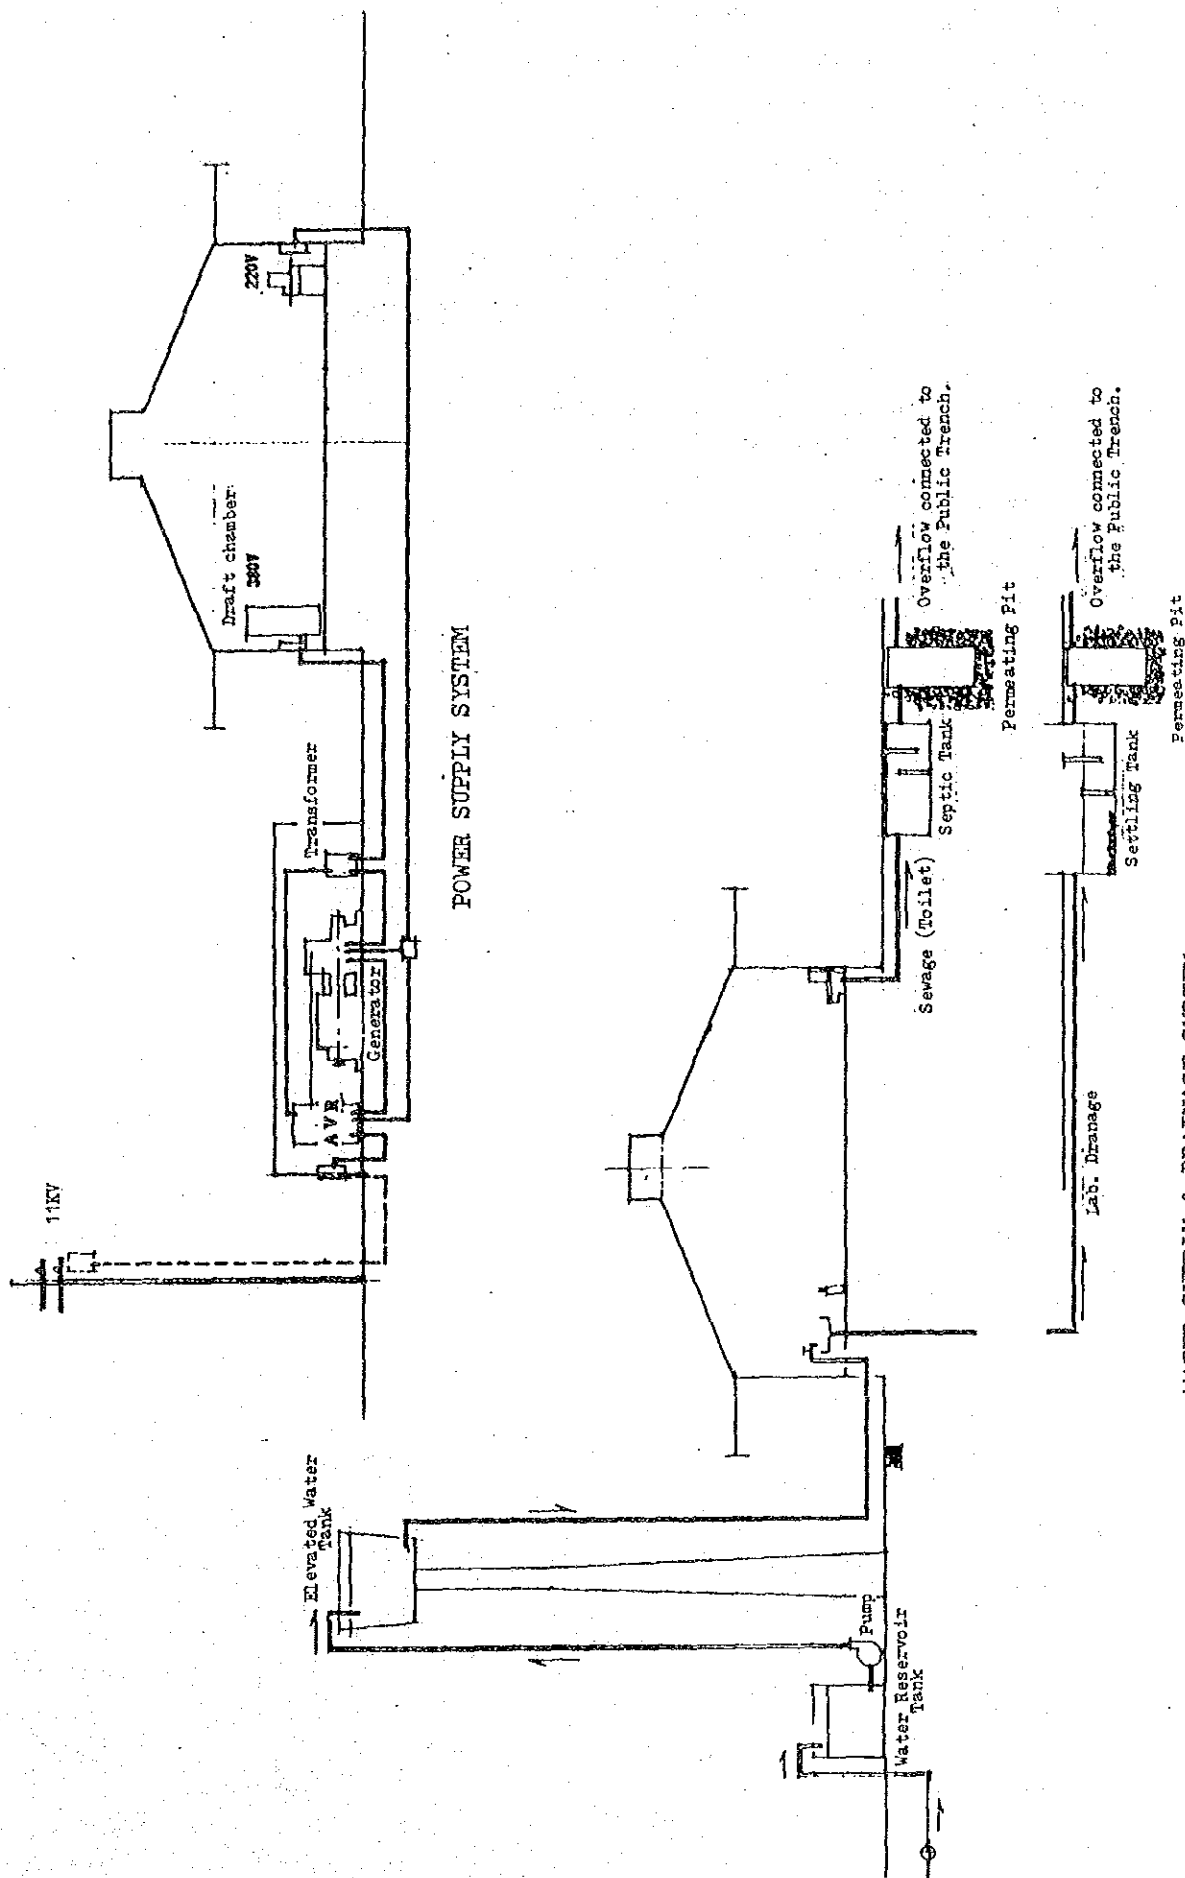 11KV
AVR
Generator
Transformer
Draft chamber
380V
220V
POWER SUPPLY SYSTEM
Elevated Water
Tank
Pump
Water Reservoir
Tank
Sewage (Toilet)
Septic Tank
Overflow connected to
the Public Trench.
Permeating Pit
Lab. Dranage
Settling Tank
Overflow connected to
the Public Trench.
Permeating Pit